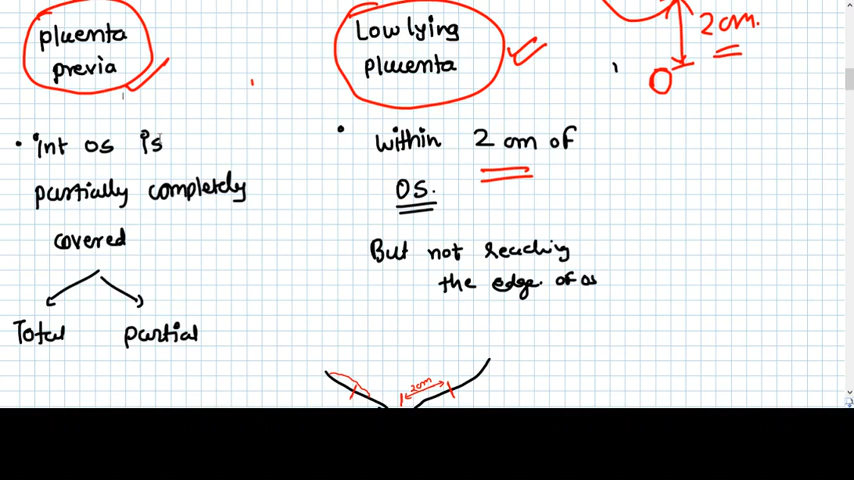 placenta
previa
• int os is
partially completely
covered
Total partial
Low lying
placenta
• within 2 cm of
os.
But not reaching
the edge of os
2 cm.
2cm